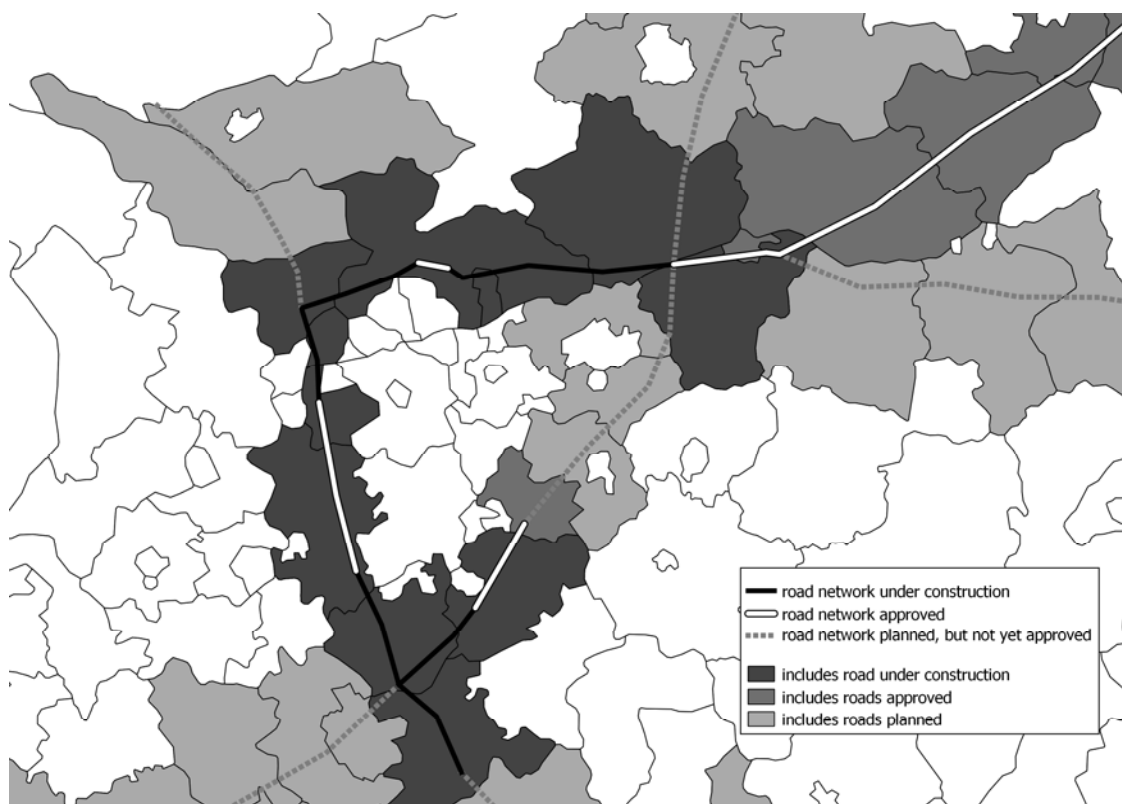 road network under construction
road network approved
road network planned, but not yet approved
includes road under construction
includes roads approved
includes roads planned